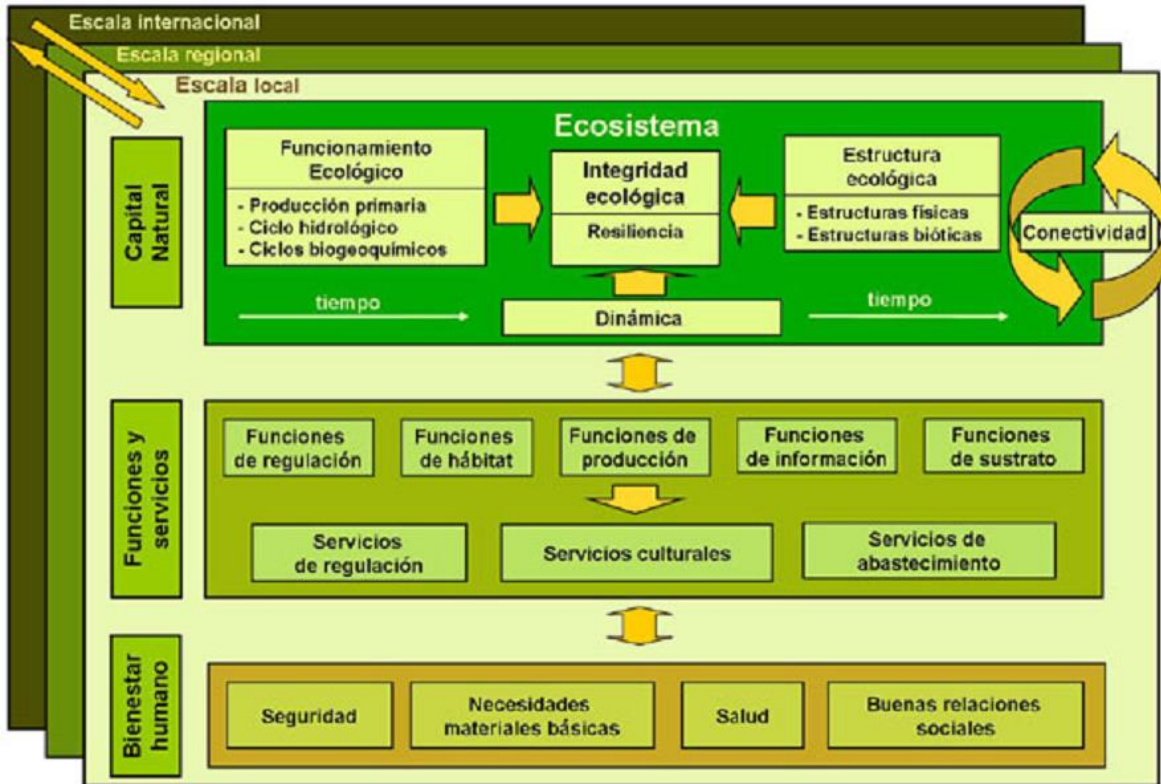 Escala internacional
Escala regional
Escala local
Capital
Natural
Ecosistema
Funcionamiento
Ecológico
- Producción primaria
- Ciclo hidrológico
- Ciclos biogeoquímicos
Integridad
ecológica
Resiliencia
Estructura
ecológica
- Estructuras físicas
- Estructuras bióticas
Conectividad
tiempo
Dinámica
tiempo
Funciones y
servicios
Funciones
de regulación
Funciones
de hábitat
Funciones de
producción
Funciones
de información
Funciones
de sustrato
Servicios
de regulación
Servicios culturales
Servicios de
abastecimiento
Bienestar
humano
Seguridad
Necesidades
materiales básicas
Salud
Buenas relaciones
sociales